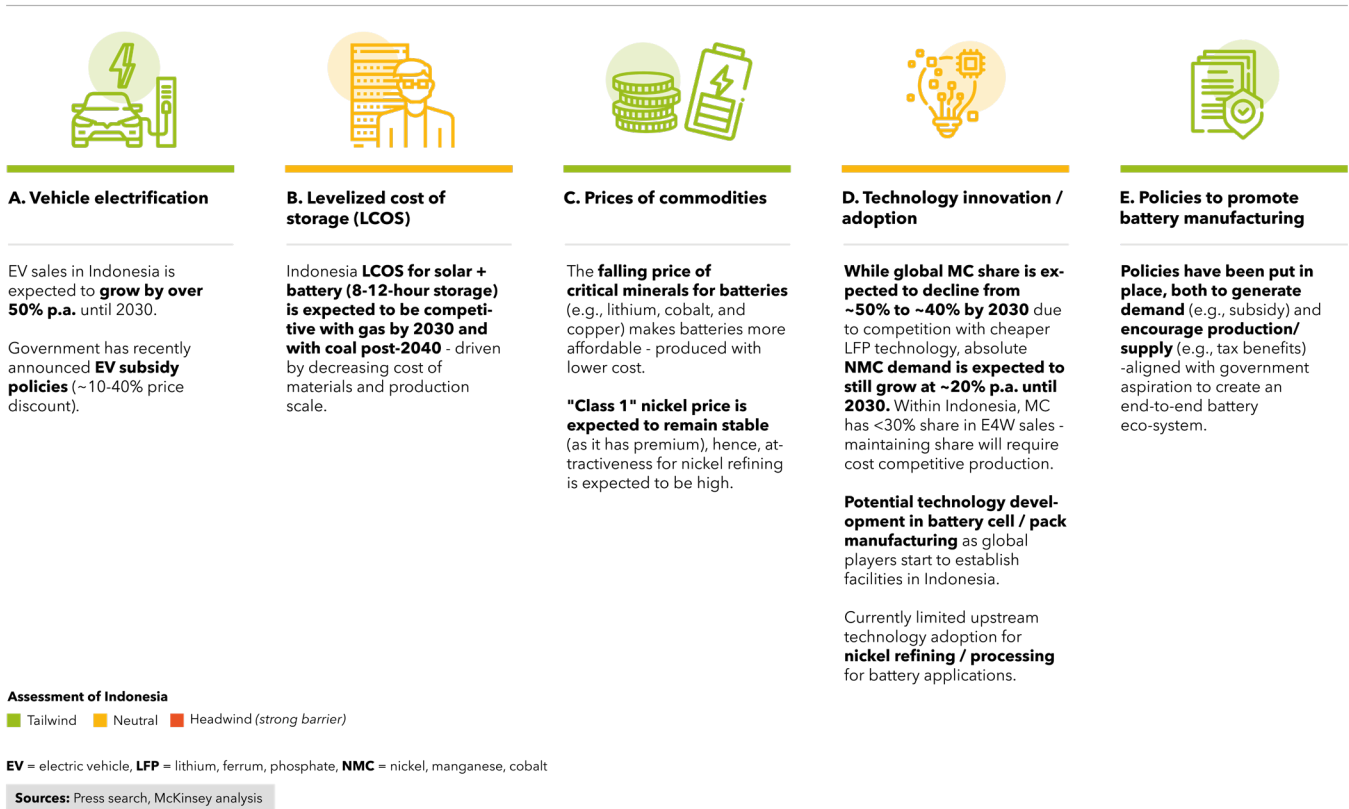 A. Vehicle electrification
EV sales in Indonesia is
expected to grow by over
50% p.a. until 2030.
Government has recently
announced EV subsidy
policies (~10-40% price
discount).
B. Levelized cost of
storage (LCOS)
Indonesia LCOS for solar +
battery (8-12-hour storage)
is expected to be competi-
tive with gas by 2030 and
with coal post-2040 - driven
by decreasing cost of
materials and production
scale.
C. Prices of commodities
The falling price of
critical minerals for batteries
(e.g., lithium, cobalt, and
copper) makes batteries more
affordable - produced with
lower cost.
"Class 1" nickel price is
expected to remain stable
(as it has premium), hence, at-
tractiveness for nickel refining
is expected to be high.
D. Technology innovation /
adoption
While global MC share is ex-
pected to decline from
~50% to ~40% by 2030 due
to competition with cheaper
LFP technology, absolute
NMC demand is expected to
still grow at ~20% p.a. until
2030. Within Indonesia, MC
has <30% share in E4W sales -
maintaining share will require
cost competitive production.
Potential technology devel-
opment in battery cell / pack
manufacturing as global
players start to establish
facilities in Indonesia.
Currently limited upstream
technology adoption for
nickel refining / processing
for battery applications.
E. Policies to promote
battery manufacturing
Policies have been put in
place, both to generate
demand (e.g., subsidy) and
encourage production/
supply (e.g., tax benefits)
-aligned with government
aspiration to create an
end-to-end battery
eco-system.
Assessment of Indonesia
Tailwind Neutral Headwind (strong barrier)
EV = electric vehicle, LFP = lithium, ferrum, phosphate, NMC = nickel, manganese, cobalt
Sources: Press search, McKinsey analysis